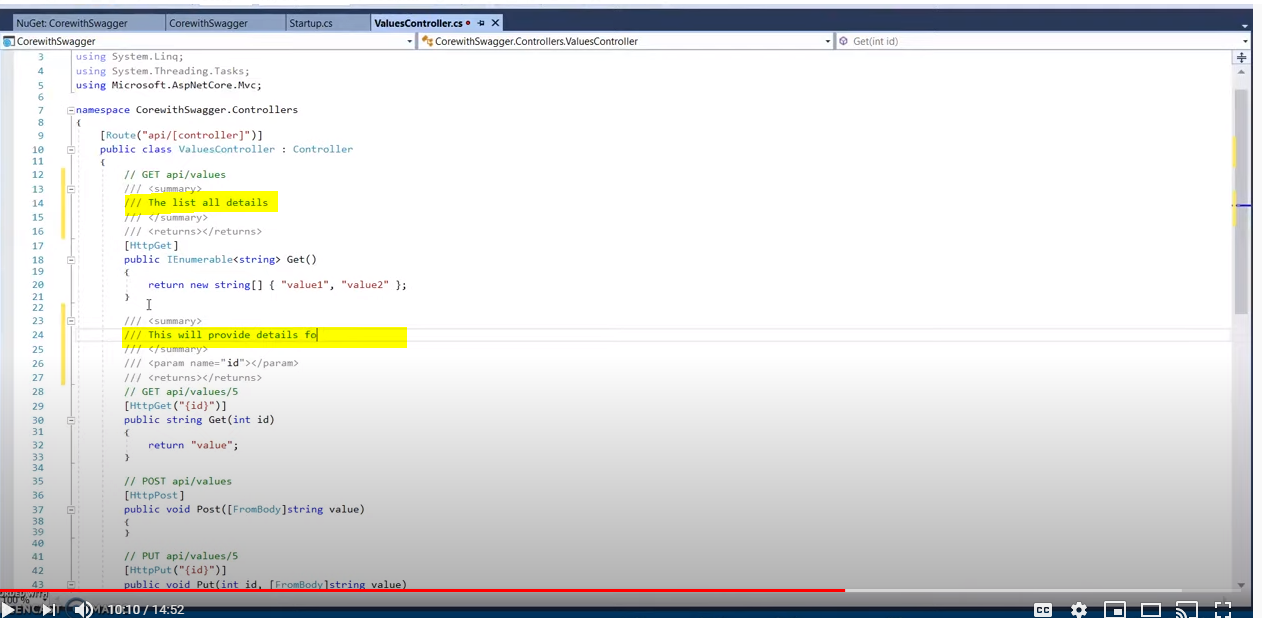 NuGet: CorewithSwagger CorewithSwagger Startup.cs ValuesController.cs
CorewithSwagger CorewithSwagger.Controllers.ValuesController Get(int id)
3 using System.Linq;
4 using System.Threading.Tasks;
5 using Microsoft.AspNetCore.Mvc;
6
7 namespace CorewithSwagger.Controllers
8 {
9 [Route("api/[controller]")]
10 public class ValuesController : Controller
11 {
12 // GET api/values
13 /// <summary>
14 /// The list all details
15 /// </summary>
16 /// <returns></returns>
17 [HttpGet]
18 public IEnumerable<string> Get()
19 {
20 return new string[] { "value1", "value2" };
21 }
22
23 /// <summary>
24 /// This will provide details fo
25 /// </summary>
26 /// <param name="id"></param>
27 /// <returns></returns>
28 // GET api/values/5
29 [HttpGet("{id}")]
30 public string Get(int id)
31 {
32 return "value";
33 }
34
35 // POST api/values
36 [HttpPost]
37 public void Post([FromBody]string value)
38 {
39 }
40
41 // PUT api/values/5
42 [HttpPut("{id}")]
43 public void Put(int id, [FromBody]string value)
100 %
10:10 / 14:52
CC